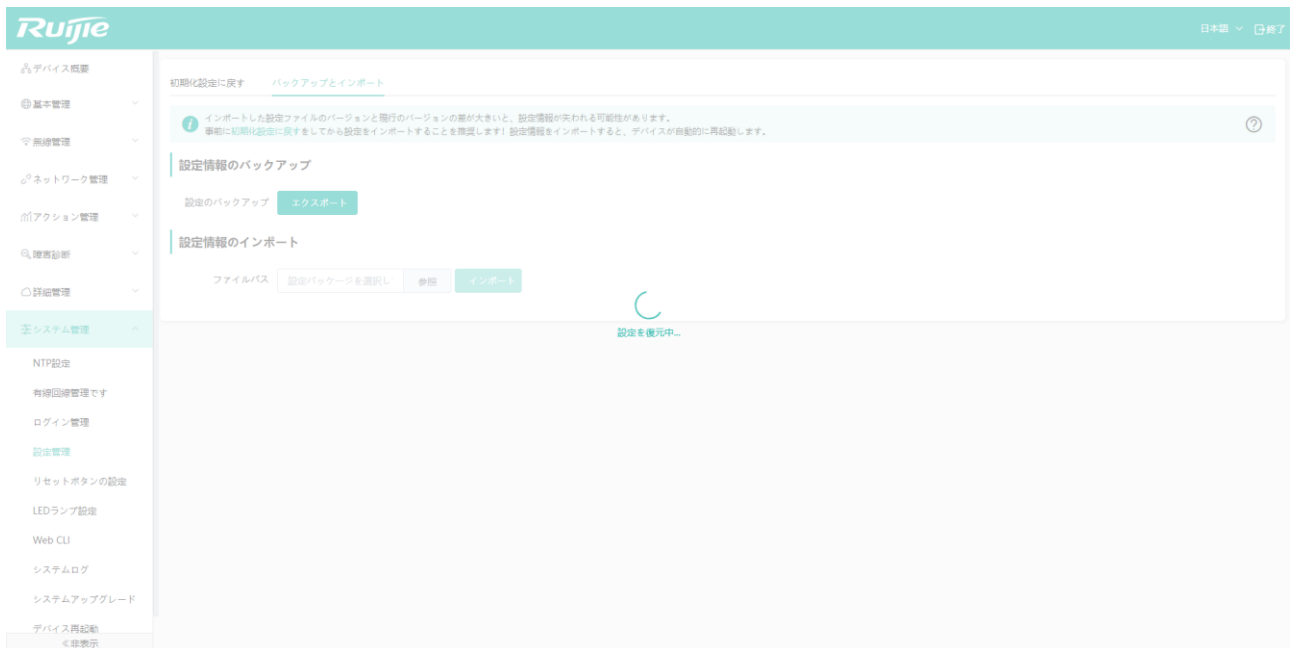 Ruijie
日本語
終了
デバイス概要
基本管理
無線管理
ネットワーク管理
アクション管理
障害診断
詳細管理
システム管理
NTP設定
有線回線管理です
ログイン管理
設定管理
リセットボタンの設定
LEDランプ設定
Web CLI
システムログ
システムアップグレード
デバイス再起動
≪非表示
初期化設定に戻す バックアップとインポート
インポートした設定ファイルのバージョンと現行のバージョンの差が大きいと、設定情報が失われる可能性があります。
事前に初期化設定に戻すをしてから設定をインポートすることを推奨します! 設定情報をインポートすると、デバイスが自動的に再起動します。
設定情報のバックアップ
設定のバックアップ エクスポート
設定情報のインポート
ファイルパス 設定パッケージを選択し 参照 インポート
設定を復元中...